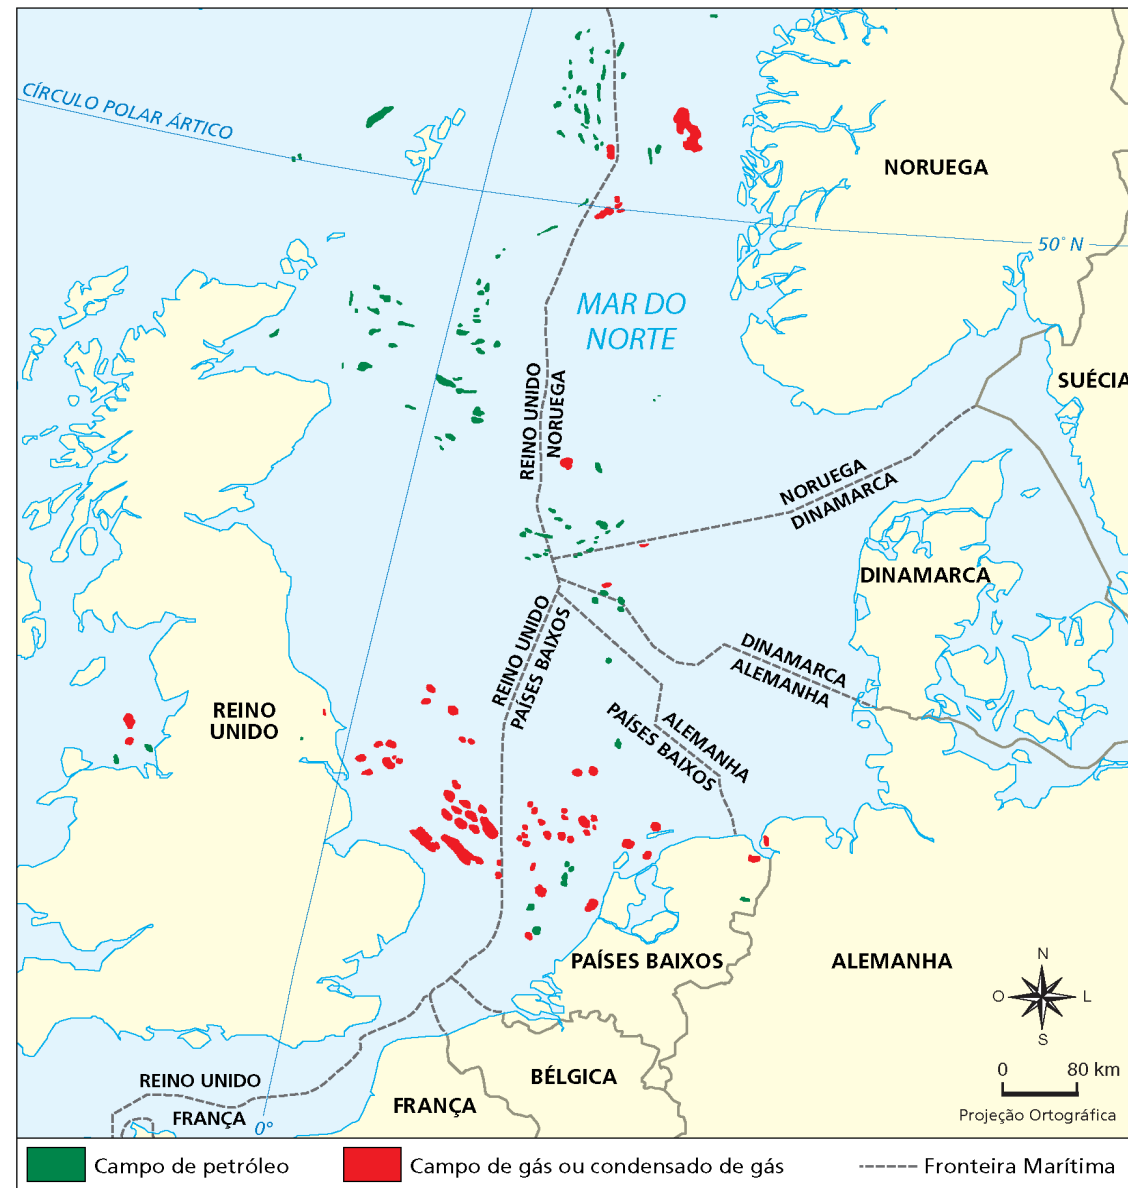 CÍRCULO POLAR ÁRTICO
NORUEGA
50° N
MAR DO
NORTE
SUÉCIA
REINO UNIDO
NORUEGA
NORUEGA
DINAMARCA
DINAMARCA
REINO UNIDO
PAÍSES BAIXOS
DINAMARCA
ALEMANHA
REINO
UNIDO
ALEMANHA
PAÍSES BAIXOS
PAÍSES BAIXOS
ALEMANHA
N
O
L
S
0
80 km
Projeção Ortográfica
BÉLGICA
REINO UNIDO
FRANÇA
FRANÇA
0°
Campo de petróleo
Campo de gás ou condensado de gás
Fronteira Marítima